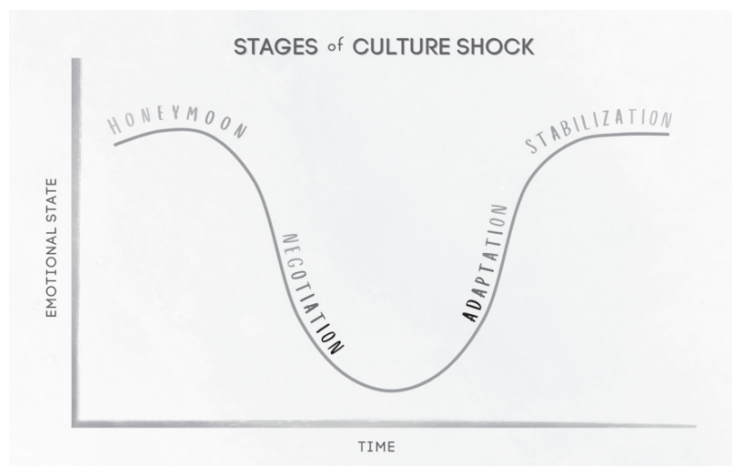 STAGES of CULTURE SHOCK
HONEYMOON
STABILIZATION
NEGOTIATION
ADAPTATION
EMOTIONAL STATE
TIME